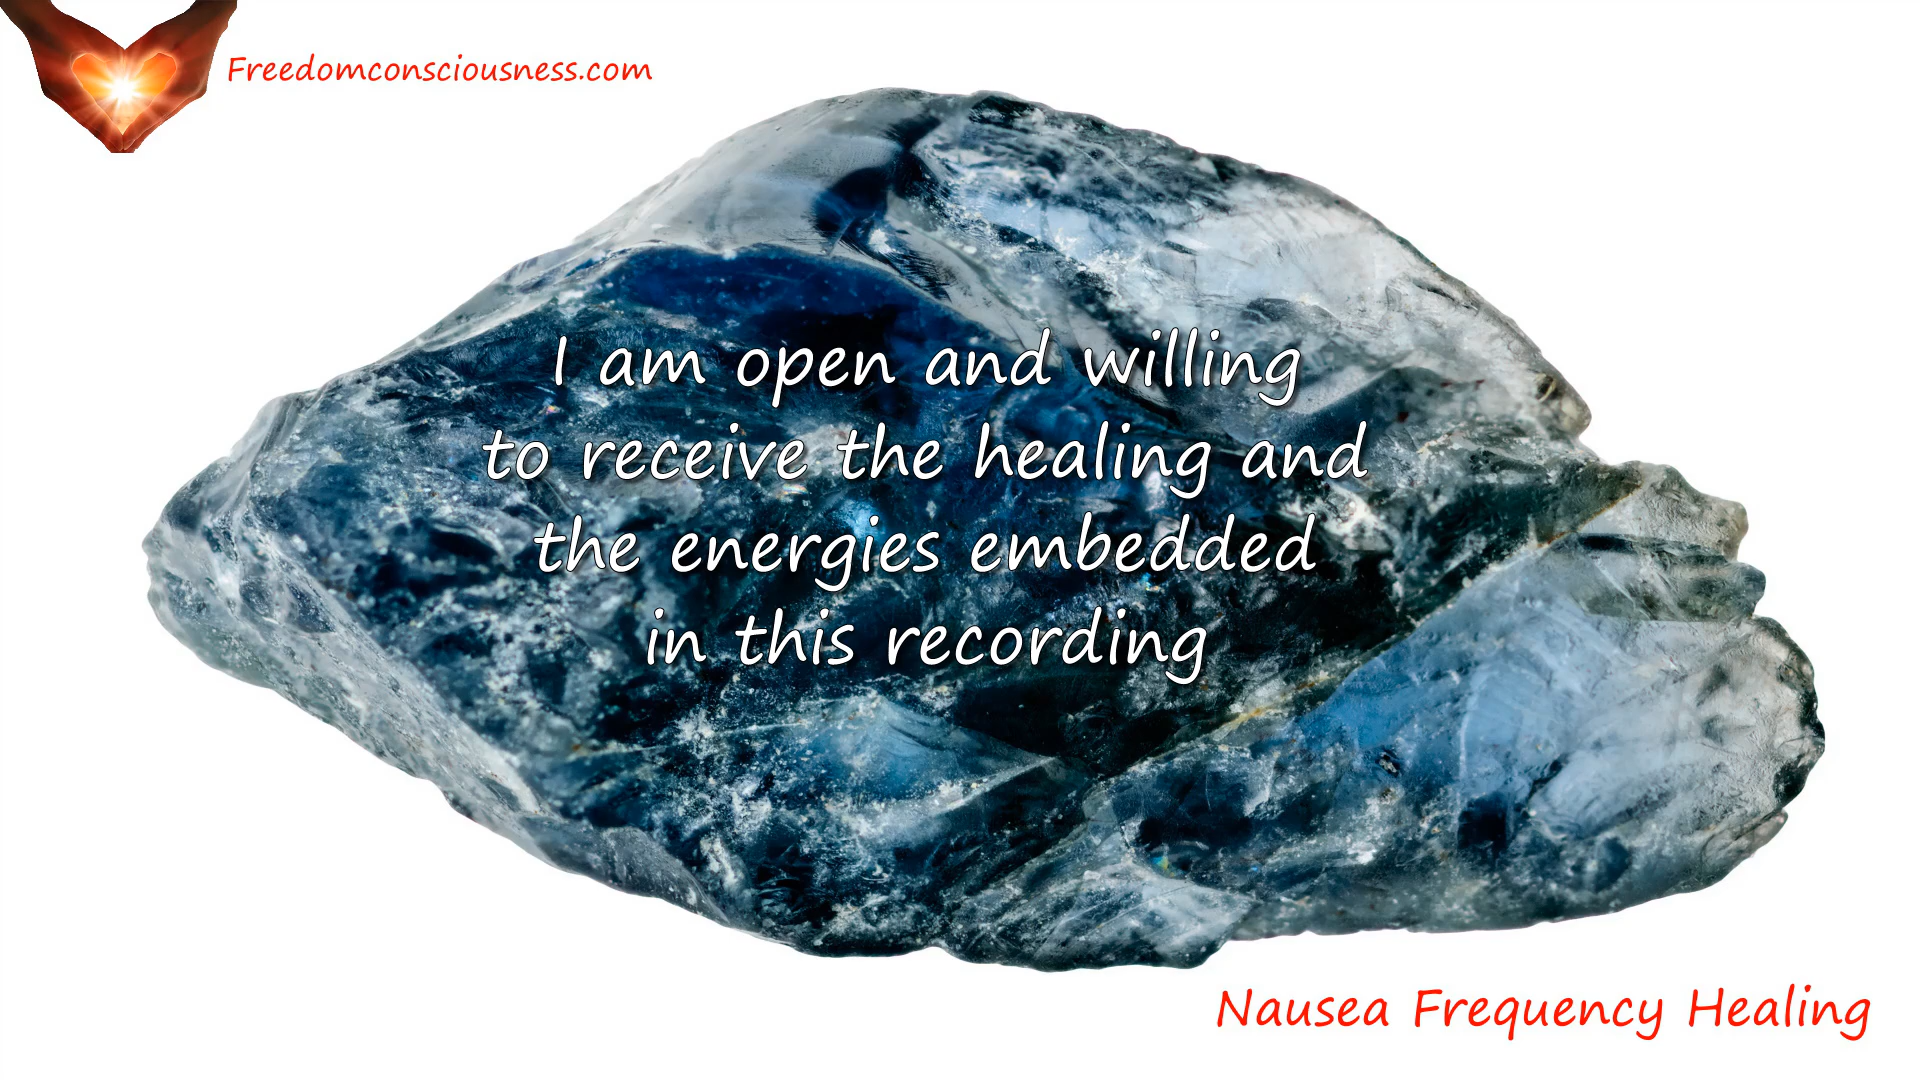 Freedomconsciousness.com
I am open and willing
to receive the healing and
the energies embedded
in this recording
Nausea Frequency Healing